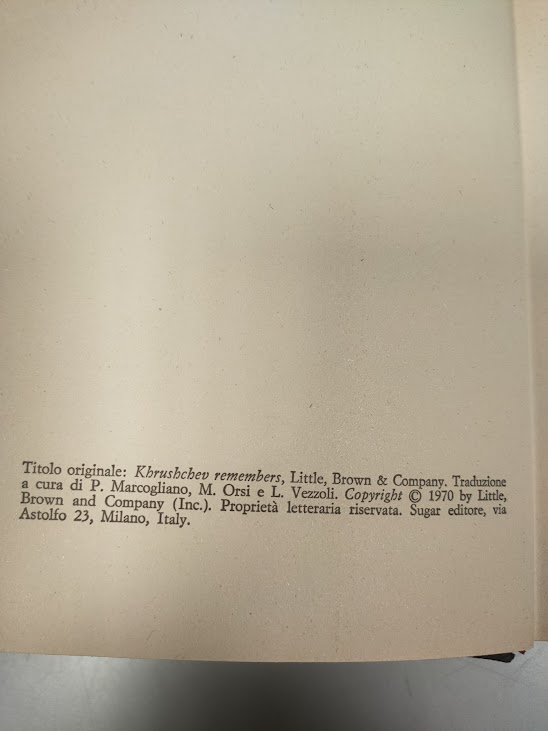 Titolo originale: Khrushchev remembers, Little, Brown & Company. Traduzione
a cura di P. Marcogliano, M. Orsi e L. Vezzoli. Copyright © 1970 by Little,
Brown and Company (Inc.). Proprietà letteraria riservata. Sugar editore, via
Astolfo 23, Milano, Italy.